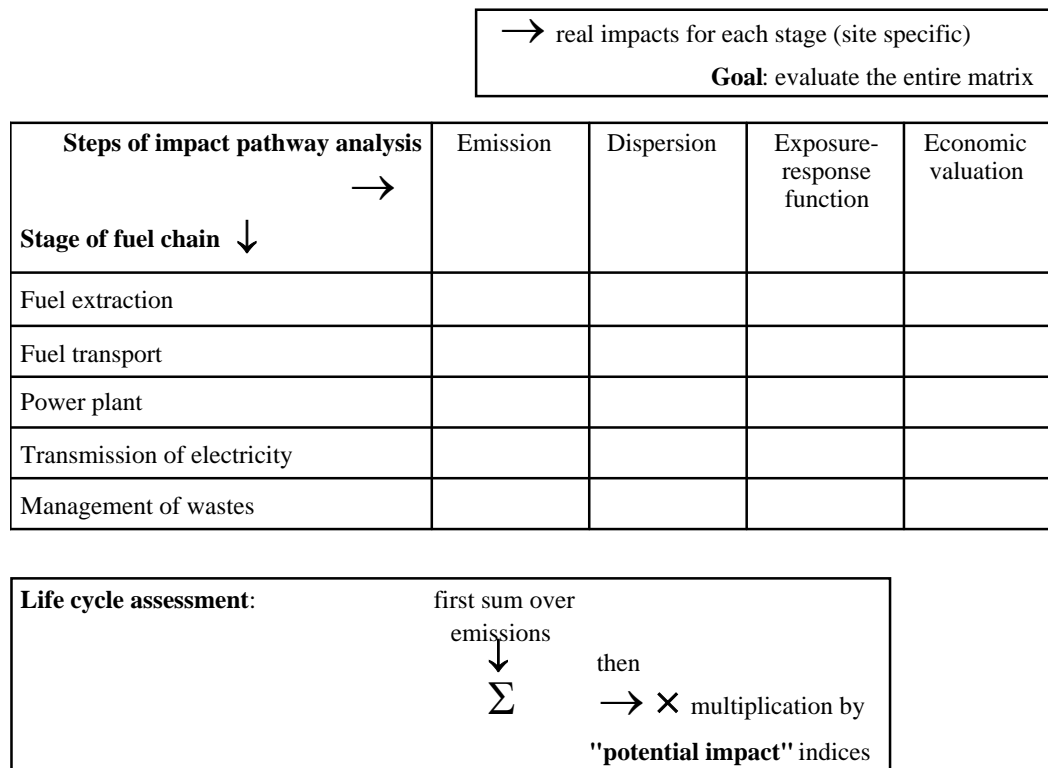 → real impacts for each stage (site specific)
Goal: evaluate the entire matrix
Steps of impact pathway analysis
→
Stage of fuel chain ↓
Emission
Dispersion
Exposure-
response
function
Economic
valuation
Fuel extraction
Fuel transport
Power plant
Transmission of electricity
Management of wastes
Life cycle assessment:
first sum over
emissions
↓
Σ
then
→ × multiplication by
"potential impact" indices